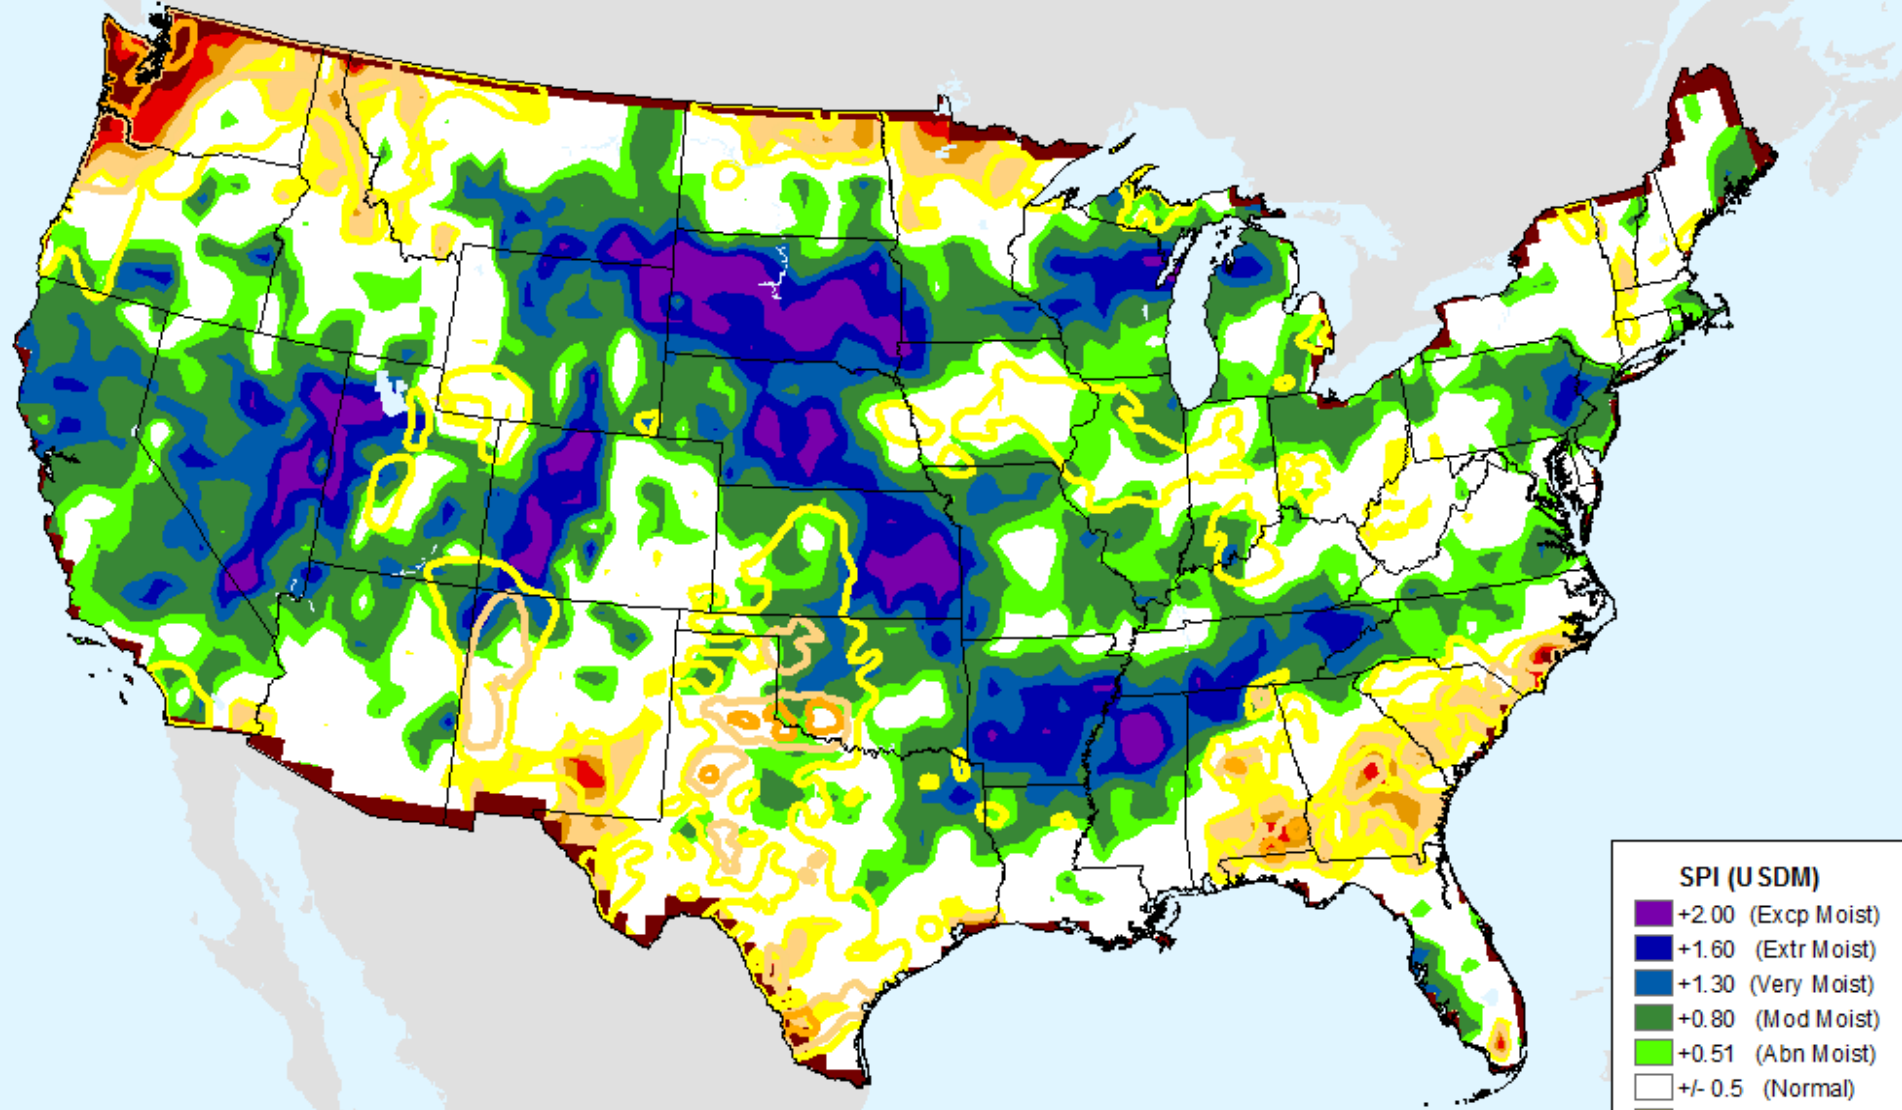 SPI (USDM)
+2.00 (Excp Moist)
+1.60 (Extr Moist)
+1.30 (Very Moist)
+0.80 (Mod Moist)
+0.51 (Abn Moist)
+/- 0.5 (Normal)